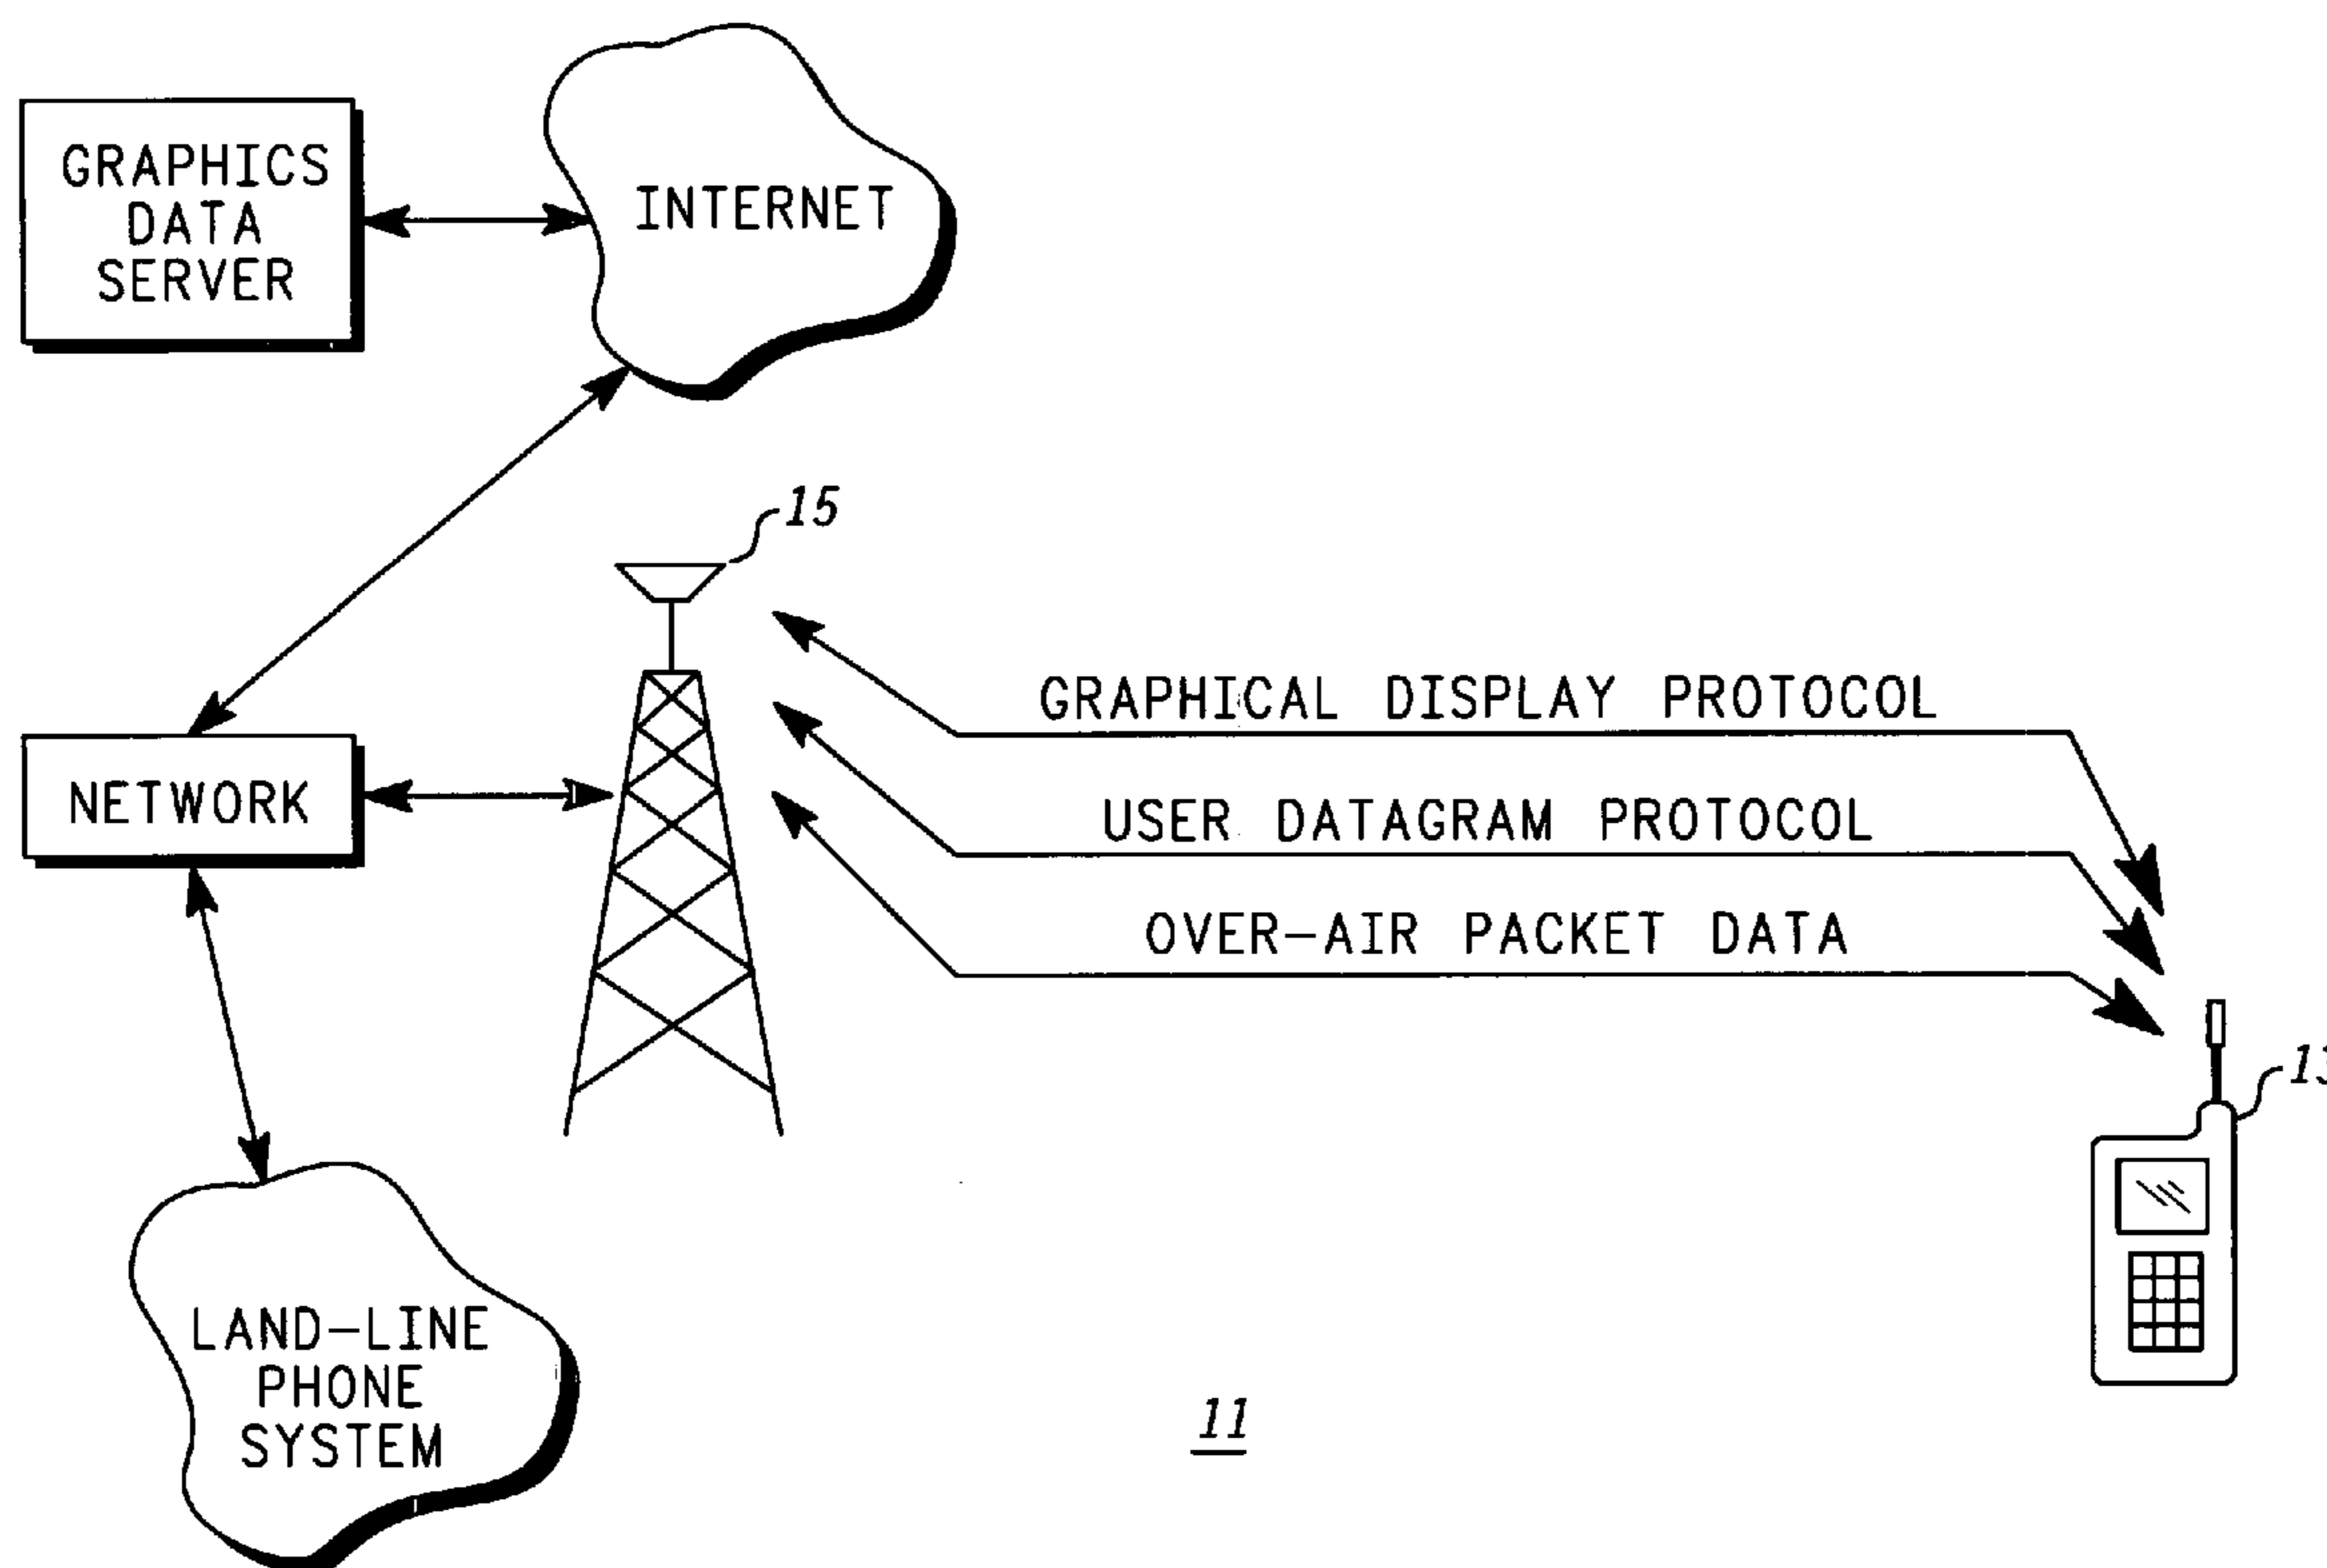 GRAPHICS
DATA
SERVER
INTERNET
15
GRAPHICAL DISPLAY PROTOCOL
NETWORK
USER DATAGRAM PROTOCOL
OVER-AIR PACKET DATA
13
LAND-LINE
PHONE
SYSTEM
11